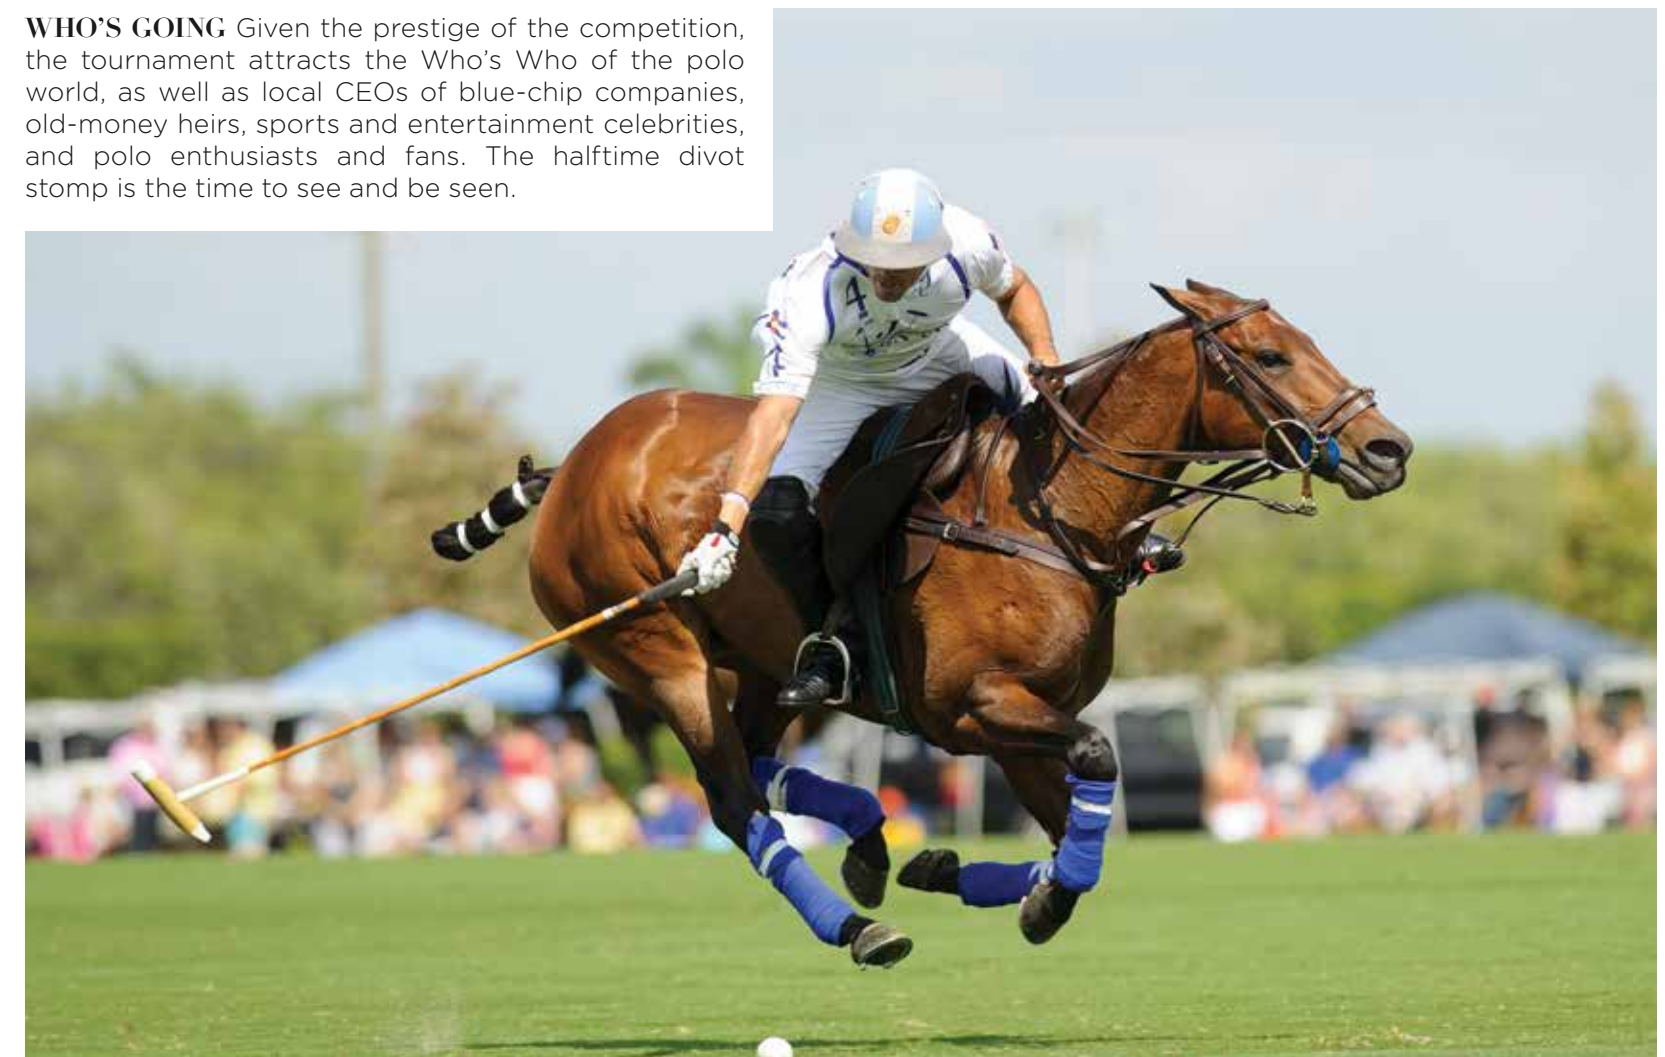 WHO’S GOING Given the prestige of the competition,
the tournament attracts the Who’s Who of the polo
world, as well as local CEOs of blue-chip companies,
old-money heirs, sports and entertainment celebrities,
and polo enthusiasts and fans. The halftime divot
stomp is the time to see and be seen.
4